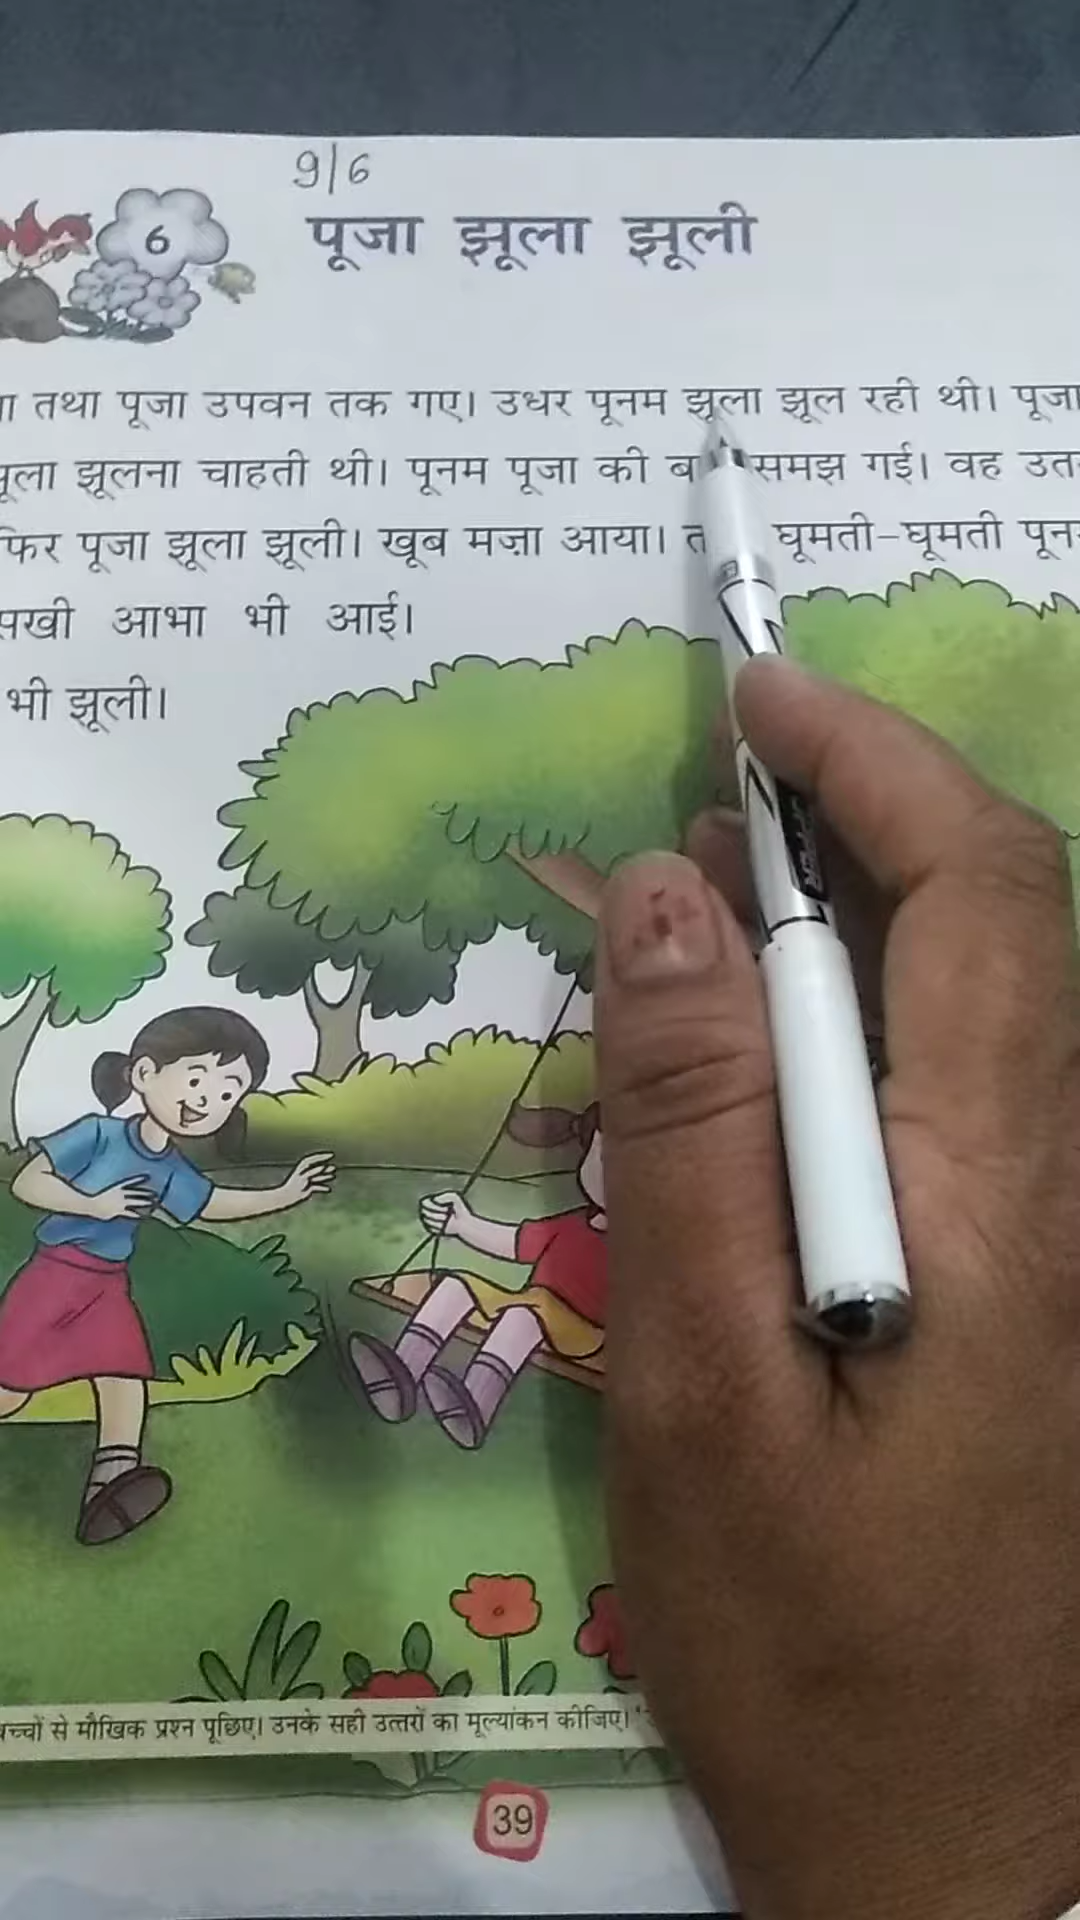 9/6
6
पूजा झूला झूली
तथा पूजा उपवन तक गए। उधर पूनम झूला झूल रही थी। पूजा
झूलना चाहती थी। पूनम पूजा की समझ गई। वह
पूजा झूला झूली। खूब मज़ा आया। घूमती-घूमती
सखी आभा भी आई।
भी झूली।
बच्चों से मौखिक प्रश्न पूछिए। उनके सही उत्तरों का मूल्यांकन कीजिए।
39